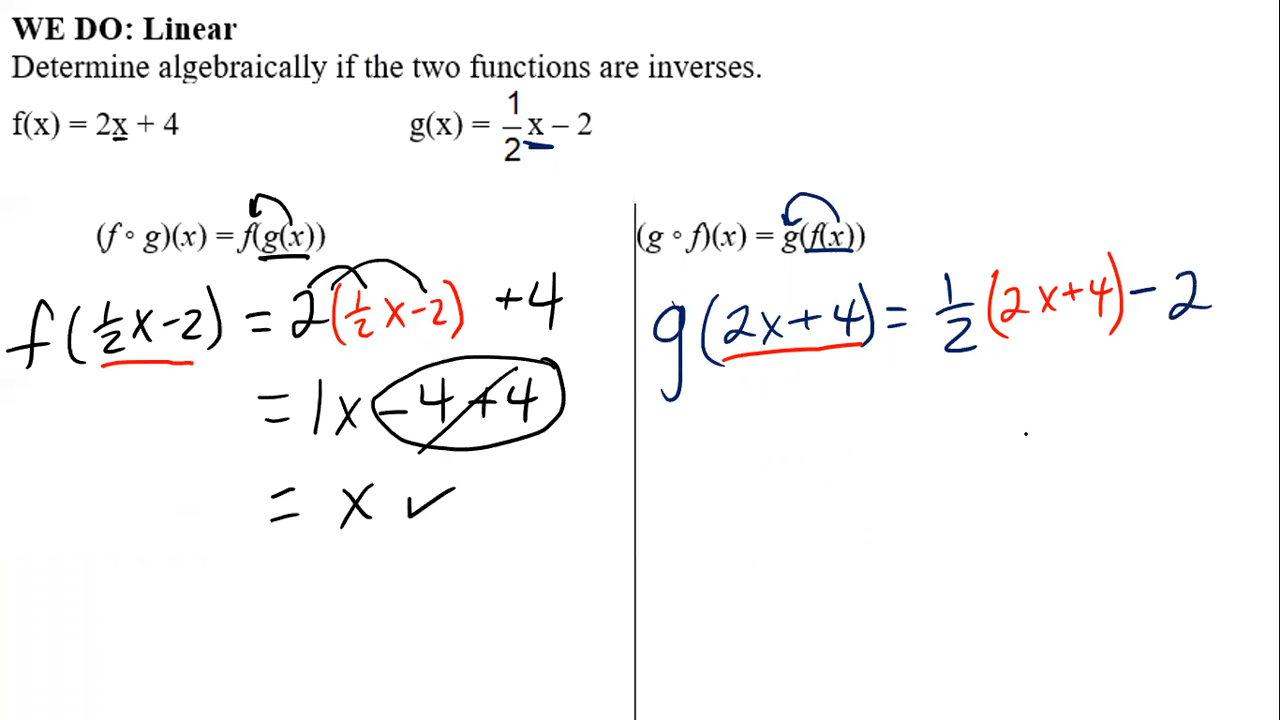 WE DO: Linear
Determine algebraically if the two functions are inverses.
f(x) = 2x + 4
g(x) = 1/2 x – 2
(f ∘ g)(x) = f(g(x))
f(1/2 x - 2) = 2(1/2 x - 2) + 4
= 1x - 4 + 4
= x ✓
(g ∘ f)(x) = g(f(x))
g(2x + 4) = 1/2 (2x + 4) - 2